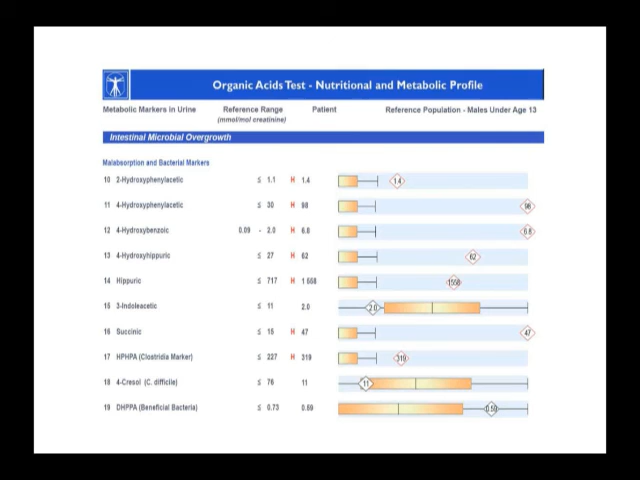 Organic Acids Test - Nutritional and Metabolic Profile
Metabolic Markers in Urine Reference Range Patient Reference Population - Males Under Age 13
(mmol/mol creatinine)
Intestinal Microbial Overgrowth
Malabsorption and Bacterial Markers
10 2-Hydroxyphenylacetic ≤ 1.1 H 1.4 1.4
11 4-Hydroxyphenylacetic ≤ 30 H 98 98
12 4-Hydroxybenzoic 0.09 - 2.0 H 6.8 6.8
13 4-Hydroxyhippuric ≤ 27 H 62 62
14 Hippuric ≤ 717 H 1 558 1558
15 3-Indoleacetic ≤ 11 2.0 2.0
16 Succinic ≤ 15 H 47 47
17 HPHPA (Clostridia Marker) ≤ 227 H 319 319
18 4-Cresol (C. difficile) ≤ 76 11 11
19 DHPPA (Beneficial Bacteria) ≤ 0.73 0.59 0.59